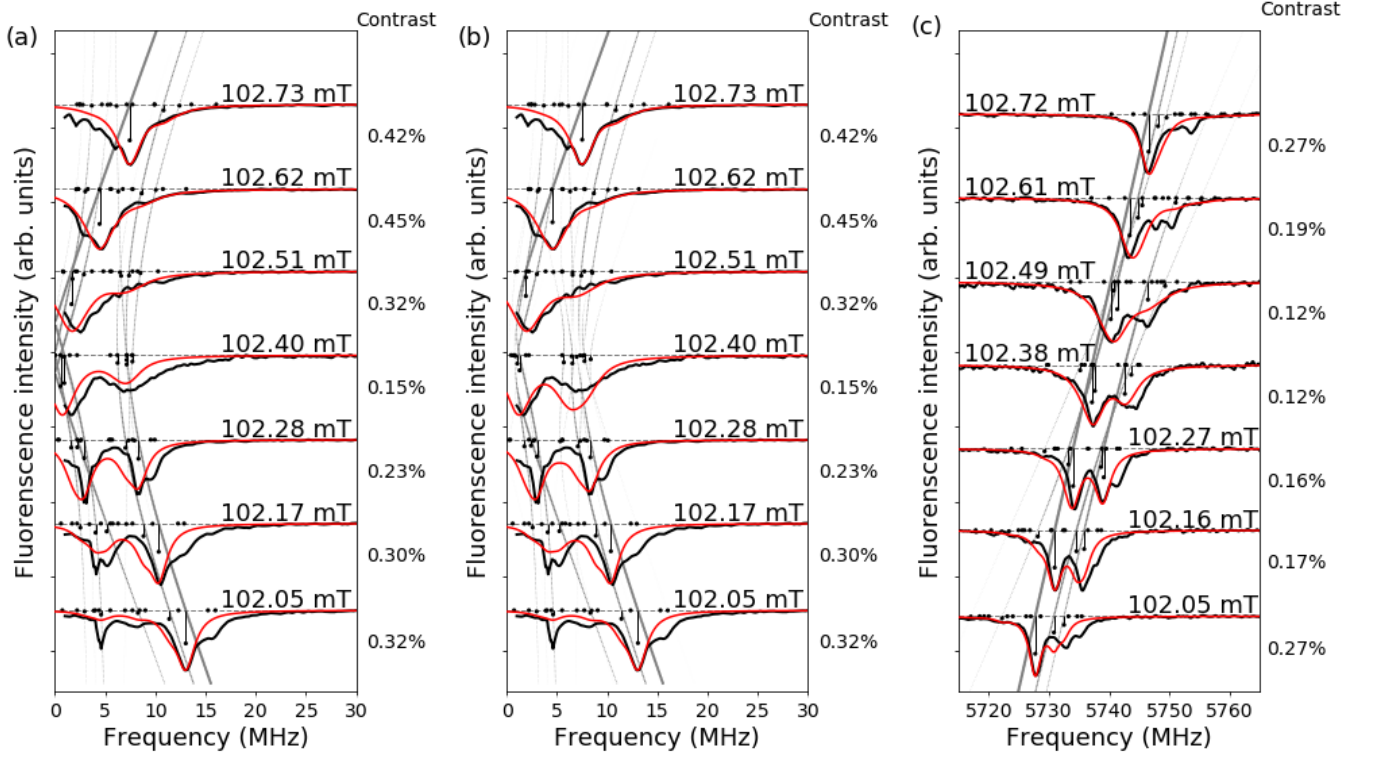 Contrast
(a)
102.73 mT
0.42%
102.62 mT
0.45%
102.51 mT
0.32%
102.40 mT
0.15%
102.28 mT
0.23%
102.17 mT
0.30%
102.05 mT
0.32%
0 5 10 15 20 25 30
Frequency (MHz)
Fluorenscence intensity (arb. units)
Contrast
(b)
102.73 mT
0.42%
102.62 mT
0.45%
102.51 mT
0.32%
102.40 mT
0.15%
102.28 mT
0.23%
102.17 mT
0.30%
102.05 mT
0.32%
0 5 10 15 20 25 30
Frequency (MHz)
Fluorenscence intensity (arb. units)
Contrast
(c)
102.72 mT
0.27%
102.61 mT
0.19%
102.49 mT
0.12%
102.38 mT
0.12%
102.27 mT
0.16%
102.16 mT
0.17%
102.05 mT
0.27%
5720 5730 5740 5750 5760
Frequency (MHz)
Fluorenscence intensity (arb. units)